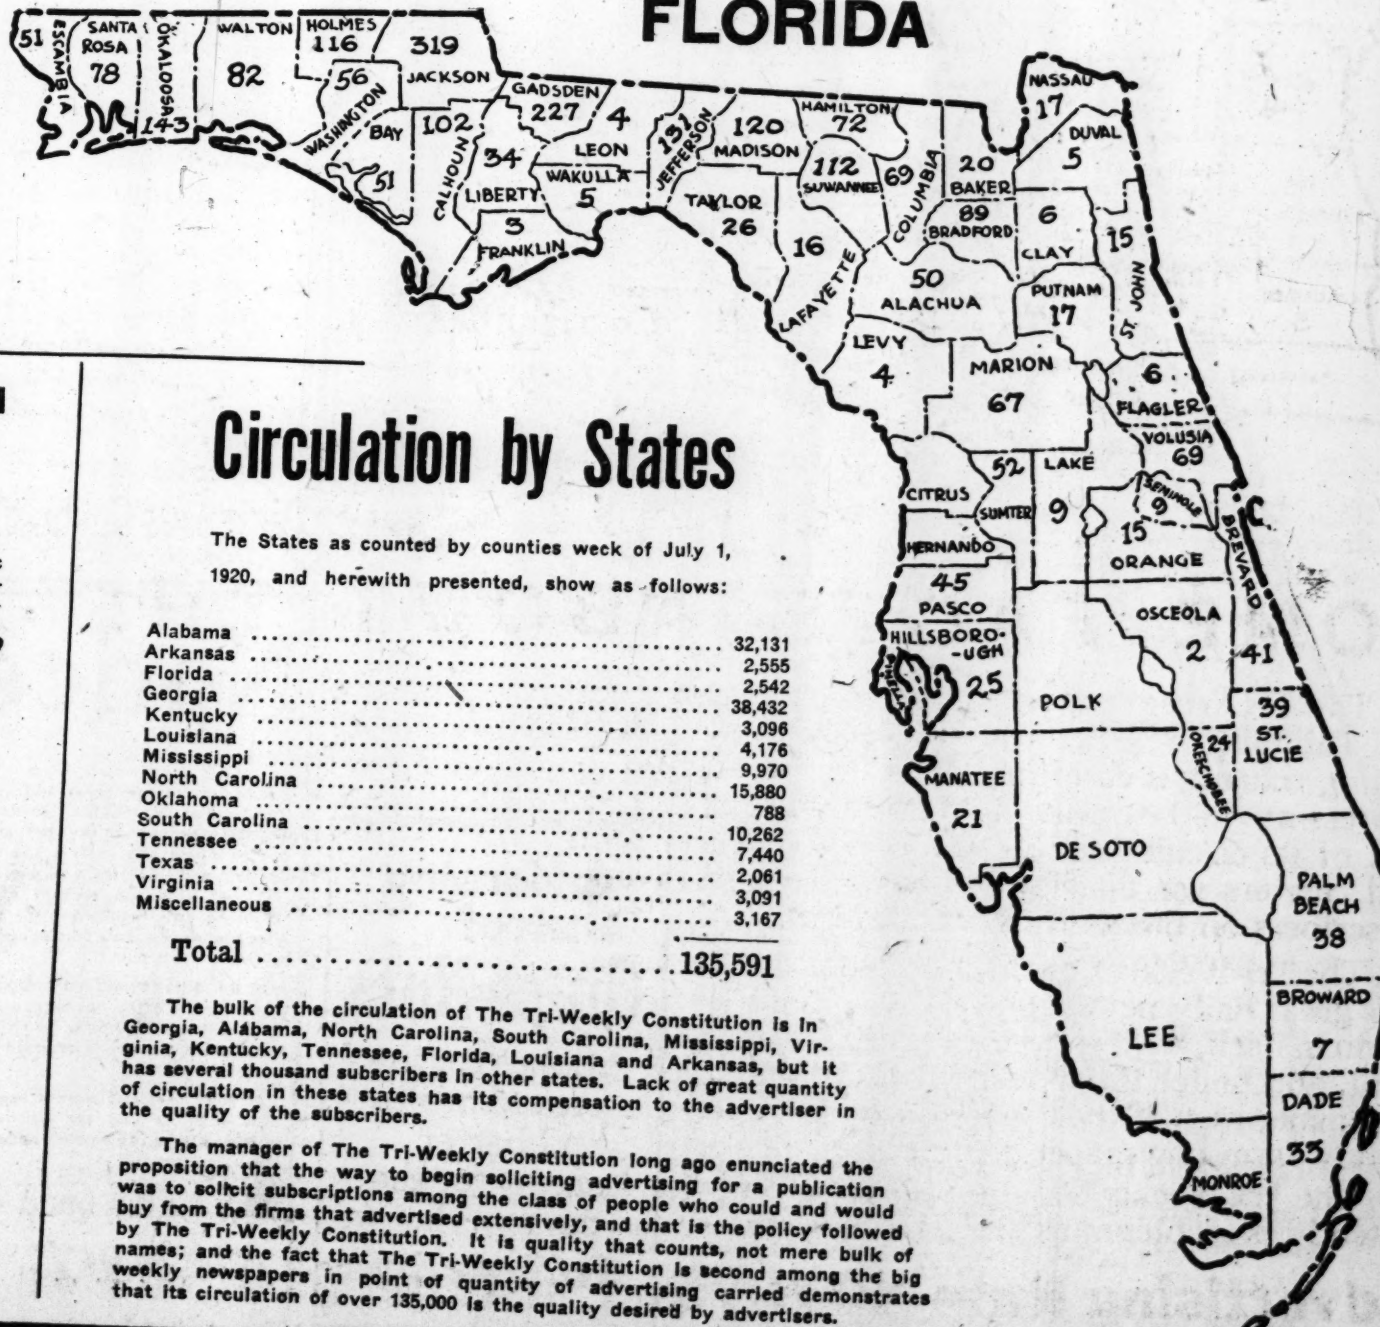 FLORIDA
51
ESCAMBIA
SANTA
ROSA
78
OKALOOSA
143
WALTON
82
HOLMES
116
319
JACKSON
56
WASHINGTON
BAY
51
102
CALHOUN
GADSDEN
227
34
LIBERTY
3
FRANKLIN
4
LEON
WAKULLA
5
JEFFERSON
120
MADISON
TAYLOR
26
HAMILTON
72
112
SUWANNEE
69
COLUMBIA
16
LAFAYETTE
20
BAKER
89
BRADFORD
NASSAU
17
DUVAL
5
6
CLAY
15
ST. JOHN
50
ALACHUA
PUTNAM
17
LEVY
4
MARION
67
6
FLAGLER
VOLUSIA
69
CITRUS
52
SUMTER
LAKE
9
SEMINOLE
9
15
ORANGE
BREVARD
41
HERNANDO
45
PASCO
OSCEOLA
2
HILLSBORO-
-UGH
25
PINELLAS
POLK
39
ST.
LUCIE
24
OKEECHOBEE
MANATEE
21
DE SOTO
PALM
BEACH
38
BROWARD
7
LEE
DADE
33
MONROE
Circulation by States
The States as counted by counties week of July 1,
1920, and herewith presented, show as follows:
Alabama 32,131
Arkansas 2,555
Florida 2,542
Georgia 38,432
Kentucky 3,096
Louisiana 4,176
Mississippi 9,970
North Carolina 15,880
Oklahoma 788
South Carolina 10,262
Tennessee 7,440
Texas 2,061
Virginia 3,091
Miscellaneous 3,167
Total 135,591
The bulk of the circulation of The Tri-Weekly Constitution is in
Georgia, Alabama, North Carolina, South Carolina, Mississippi, Vir-
ginia, Kentucky, Tennessee, Florida, Louisiana and Arkansas, but it
has several thousand subscribers in other states. Lack of great quantity
of circulation in these states has its compensation to the advertiser in
the quality of the subscribers.
The manager of The Tri-Weekly Constitution long ago enunciated the
proposition that the way to begin soliciting advertising for a publication
was to solicit subscriptions among the class of people who could and would
buy from the firms that advertised extensively, and that is the policy followed
by The Tri-Weekly Constitution. It is quality that counts, not mere bulk of
names; and the fact that The Tri-Weekly Constitution is second among the big
weekly newspapers in point of quantity of advertising carried demonstrates
that its circulation of over 135,000 is the quality desired by advertisers.